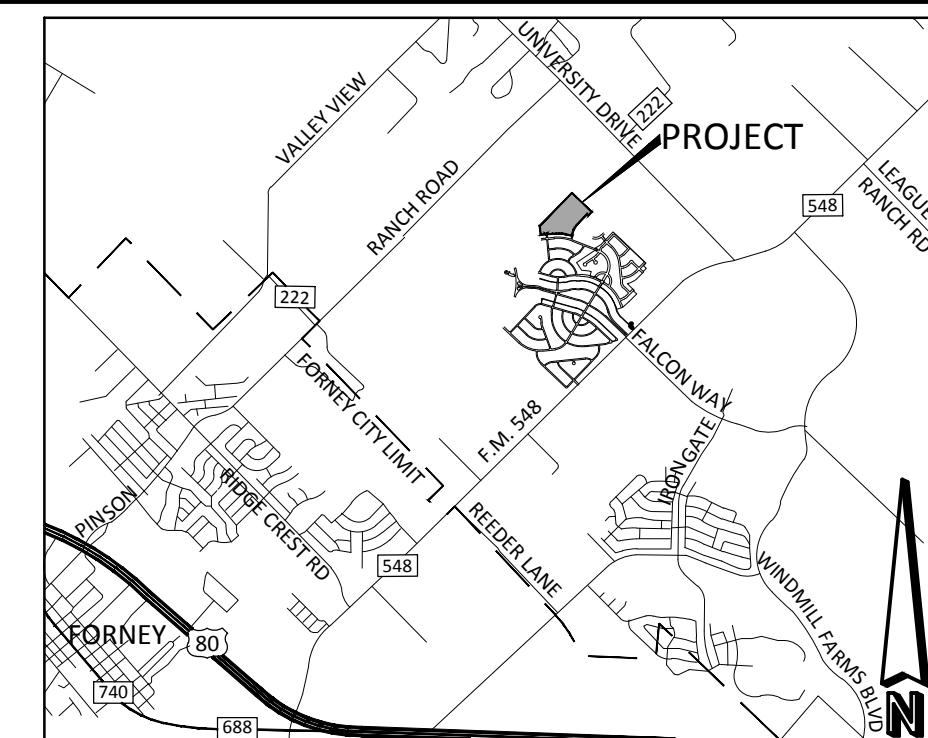 UNIVERSITY DRIVE
222
VALLEY VIEW
PROJECT
LEAGUE
RANCH RD
RANCH ROAD
548
222
FORNEY CITY LIMIT
FALCON WAY
F.M. 548
IRONGATE
RIDGE CREST RD
PINSON
REEDER LANE
548
WINDMILL FARMS BLVD
FORNEY
80
740
688
N